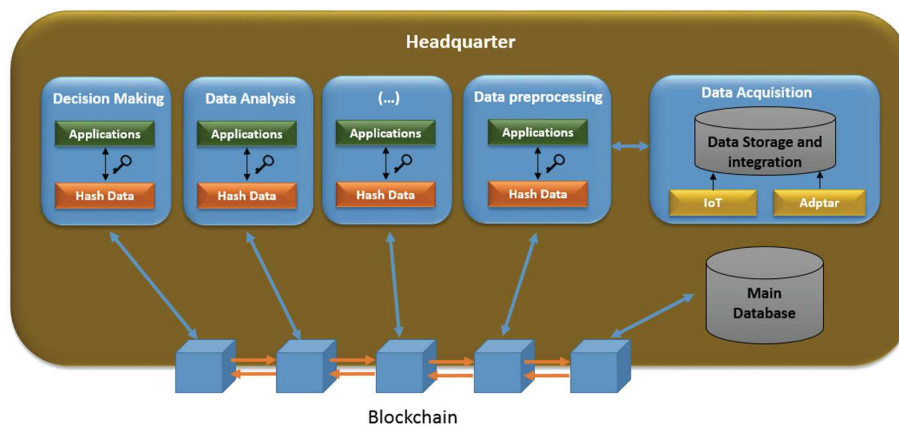 Headquarter
Decision Making
Applications
Hash Data
Data Analysis
Applications
Hash Data
(...)
Applications
Hash Data
Data preprocessing
Applications
Hash Data
Data Acquisition
Data Storage and
integration
IoT
Adptar
Main
Database
Blockchain